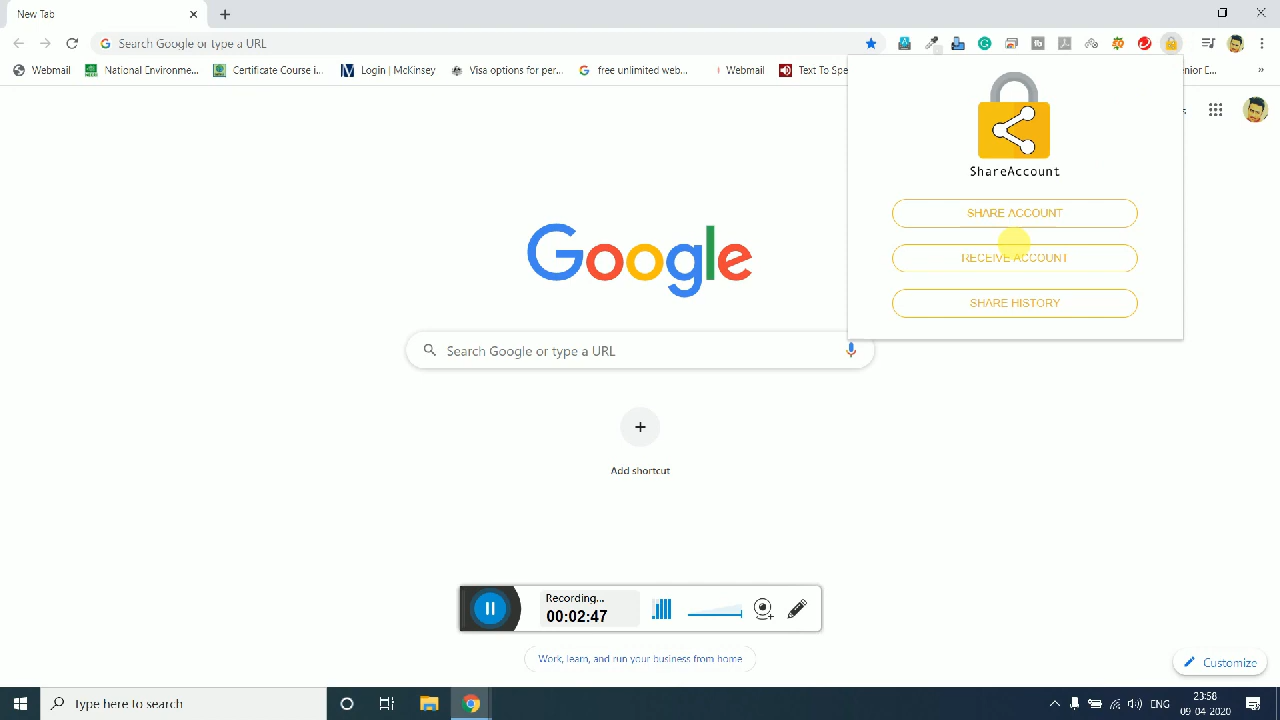 New Tab
Search Google or type a URL
Webmail
National Environme...
Certificate Course i...
Login | McKinsey
Visa options for per...
free unlimited web...
Webmail
Text To Spe
enior E...
ShareAccount
SHARE ACCOUNT
RECEIVE ACCOUNT
SHARE HISTORY
Google
Search Google or type a URL
Add shortcut
Recording...
00:02:47
Work, learn, and run your business from home
Customize
Type here to search
ENG
23:58
09-04-2020